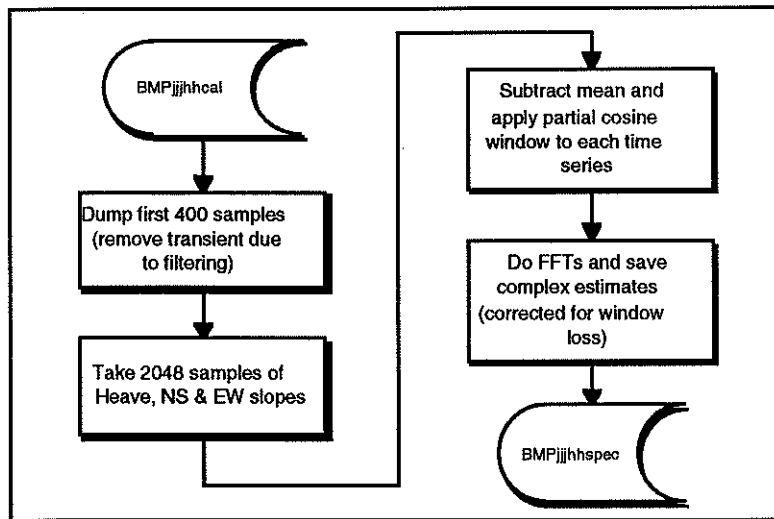 BMPjjjhhcal
Dump first 400 samples
(remove transient due
to filtering)
Take 2048 samples of
Heave, NS & EW slopes
Subtract mean and
apply partial cosine
window to each time
series
Do FFTs and save
complex estimates
(corrected for window
loss)
BMPjjjhhspec